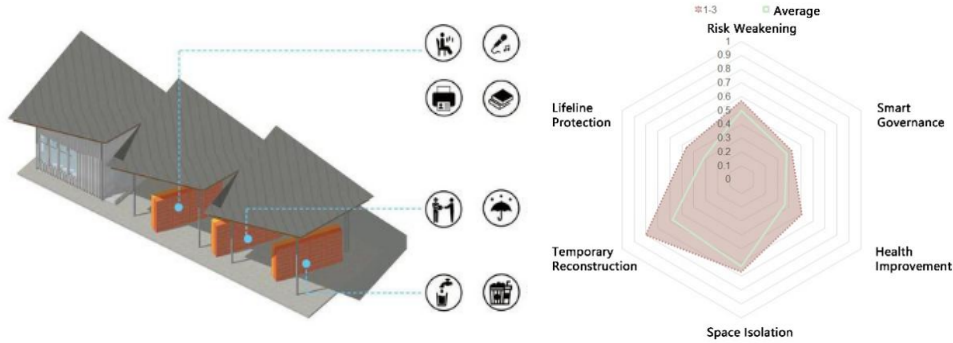 1-3
Average
Risk Weakening
1
0.9
0.8
0.7
0.6
0.5
0.4
0.3
0.2
0.1
0
Lifeline
Protection
Smart
Governance
Temporary
Reconstruction
Health
Improvement
Space Isolation